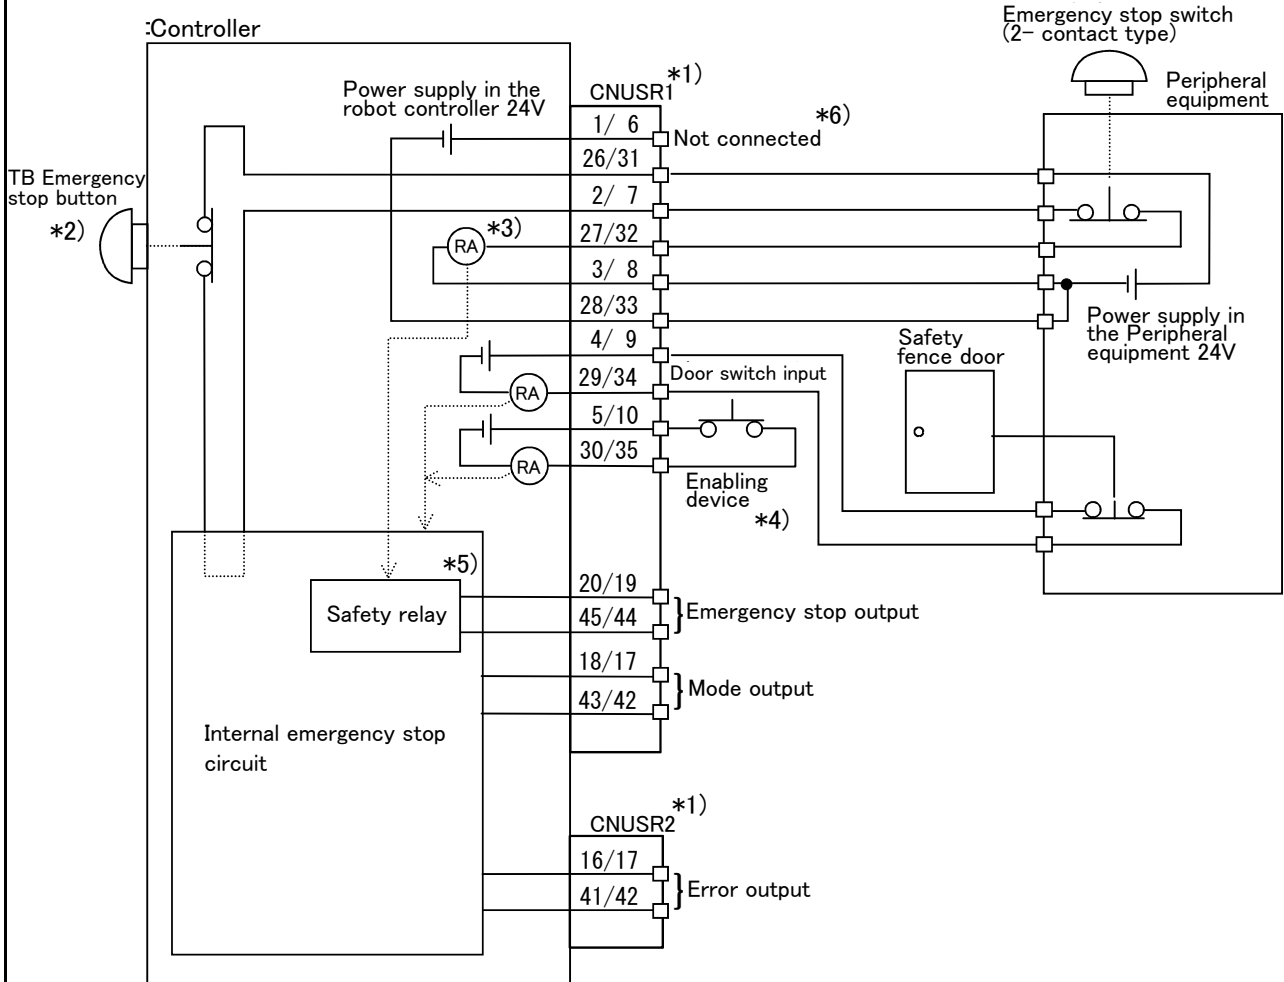 :Controller
Emergency stop switch
(2- contact type)
Peripheral
equipment
Power supply in the
robot controller 24V
CNUSR1
*1)
1/ 6
Not connected
*6)
26/31
TB Emergency
stop button
*2)
2/ 7
27/32
RA
*3)
3/ 8
28/33
Power supply in
the Peripheral
equipment 24V
4/ 9
Safety
fence door
Door switch input
29/34
RA
5/10
30/35
RA
Enabling
device
*4)
*5)
Safety relay
20/19
45/44
Emergency stop output
18/17
43/42
Mode output
Internal emergency stop
circuit
CNUSR2
*1)
16/17
41/42
Error output